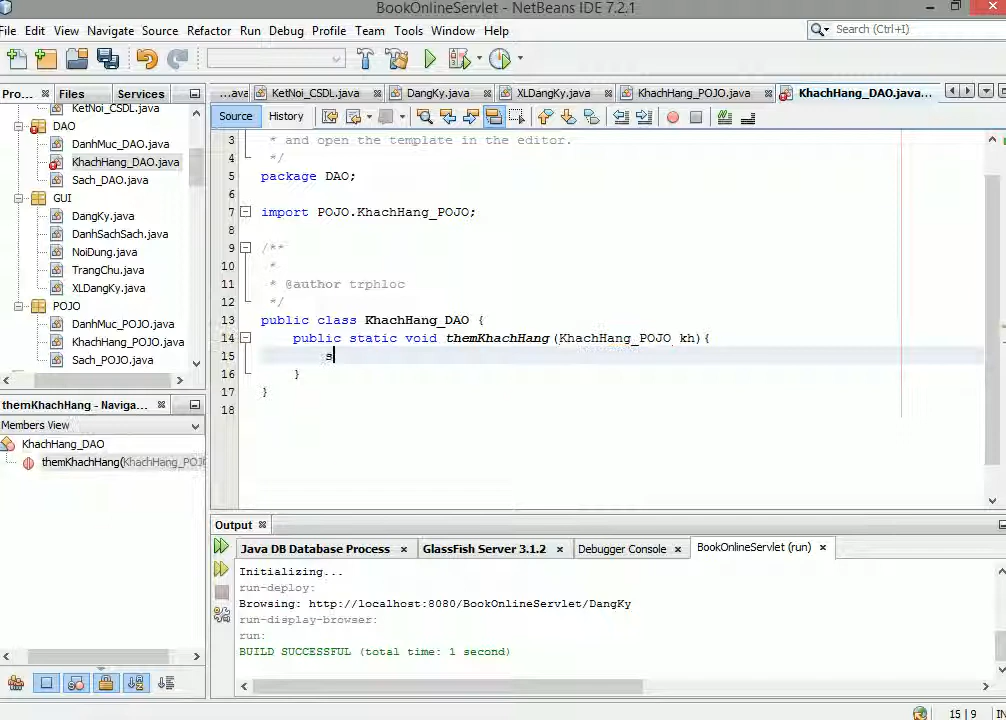 BookOnlineServlet - NetBeans IDE 7.2.1
File Edit View Navigate Source Refactor Run Debug Profile Team Tools Window Help
Search (Ctrl+I)
Pro... Files Services
...ava KetNoi_CSDL.java DangKy.java XLDangKy.java KhachHang_POJO.java KhachHang_DAO.java...
Source History
KetNoi_CSDL.java
DAO
DanhMuc_DAO.java
KhachHang_DAO.java
Sach_DAO.java
GUI
DangKy.java
DanhSachSach.java
NoiDung.java
TrangChu.java
XLDangKy.java
POJO
DanhMuc_POJO.java
KhachHang_POJO.java
Sach_POJO.java
3 * and open the template in the editor.
4 */
5 package DAO;
6
7 import POJO.KhachHang_POJO;
8
9 /**
10 *
11 * @author trphloc
12 */
13 public class KhachHang_DAO {
14 public static void themKhachHang(KhachHang_POJO kh){
15 s
16 }
17 }
18
themKhachHang - Naviga...
Members View
KhachHang_DAO
themKhachHang(KhachHang_POJO
Output
Java DB Database Process GlassFish Server 3.1.2 Debugger Console BookOnlineServlet (run)
Initializing...
run-deploy:
Browsing: http://localhost:8080/BookOnlineServlet/DangKy
run-display-browser:
run:
BUILD SUCCESSFUL (total time: 1 second)
15 | 9 IN